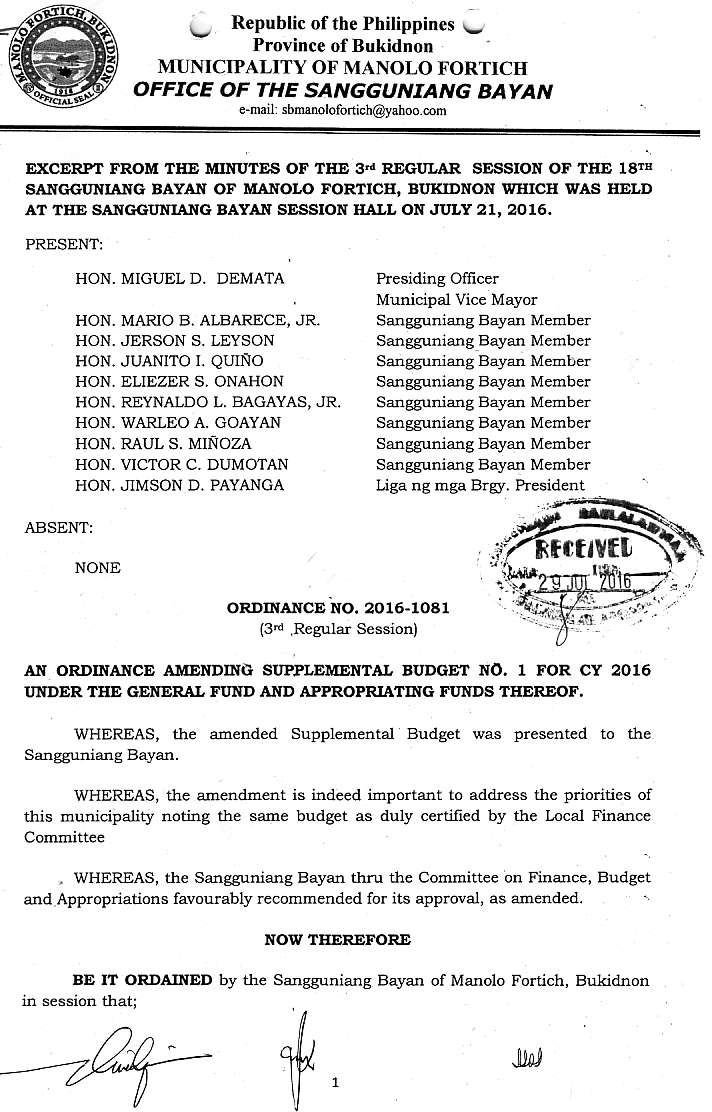 MANOLO FORTICH, BUKIDNON
1916
OFFICIAL SEAL
Republic of the Philippines
Province of Bukidnon
MUNICIPALITY OF MANOLO FORTICH
OFFICE OF THE SANGGUNIANG BAYAN
e-mail: sbmanolofortich@yahoo.com
EXCERPT FROM THE MINUTES OF THE 3rd REGULAR SESSION OF THE 18TH
SANGGUNIANG BAYAN OF MANOLO FORTICH, BUKIDNON WHICH WAS HELD
AT THE SANGGUNIANG BAYAN SESSION HALL ON JULY 21, 2016.
PRESENT:
HON. MIGUEL D. DEMATA Presiding Officer
Municipal Vice Mayor
HON. MARIO B. ALBARECE, JR. Sangguniang Bayan Member
HON. JERSON S. LEYSON Sangguniang Bayan Member
HON. JUANITO I. QUIÑO Sangguniang Bayan Member
HON. ELIEZER S. ONAHON Sangguniang Bayan Member
HON. REYNALDO L. BAGAYAS, JR. Sangguniang Bayan Member
HON. WARLEO A. GOAYAN Sangguniang Bayan Member
HON. RAUL S. MIÑOZA Sangguniang Bayan Member
HON. VICTOR C. DUMOTAN Sangguniang Bayan Member
HON. JIMSON D. PAYANGA Liga ng mga Brgy. President
ABSENT:
NONE
RECEIVED
29 JUL 2016
ORDINANCE NO. 2016-1081
(3rd Regular Session)
AN ORDINANCE AMENDING SUPPLEMENTAL BUDGET NO. 1 FOR CY 2016
UNDER THE GENERAL FUND AND APPROPRIATING FUNDS THEREOF.
WHEREAS, the amended Supplemental Budget was presented to the
Sangguniang Bayan.
WHEREAS, the amendment is indeed important to address the priorities of
this municipality noting the same budget as duly certified by the Local Finance
Committee
WHEREAS, the Sangguniang Bayan thru the Committee on Finance, Budget
and Appropriations favourably recommended for its approval, as amended.
NOW THEREFORE
BE IT ORDAINED by the Sangguniang Bayan of Manolo Fortich, Bukidnon
in session that;
1